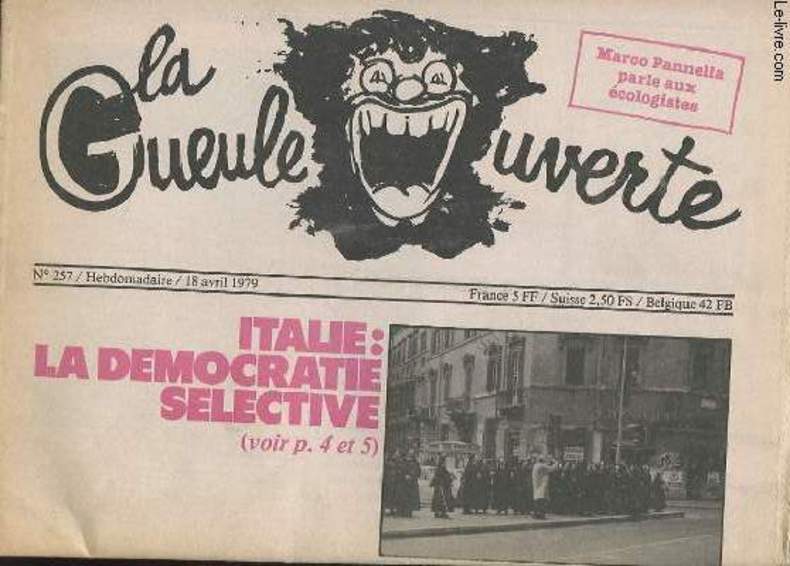 la
Gueule Ouverte
Marco Pannella
parle aux
écologistes
N° 257 / Hebdomadaire / 18 avril 1979
France 5 FF / Suisse 2,50 FS / Belgique 42 FB
ITALIE:
LA DEMOCRATIE
SELECTIVE
(voir p. 4 et 5)
Le-livre.com